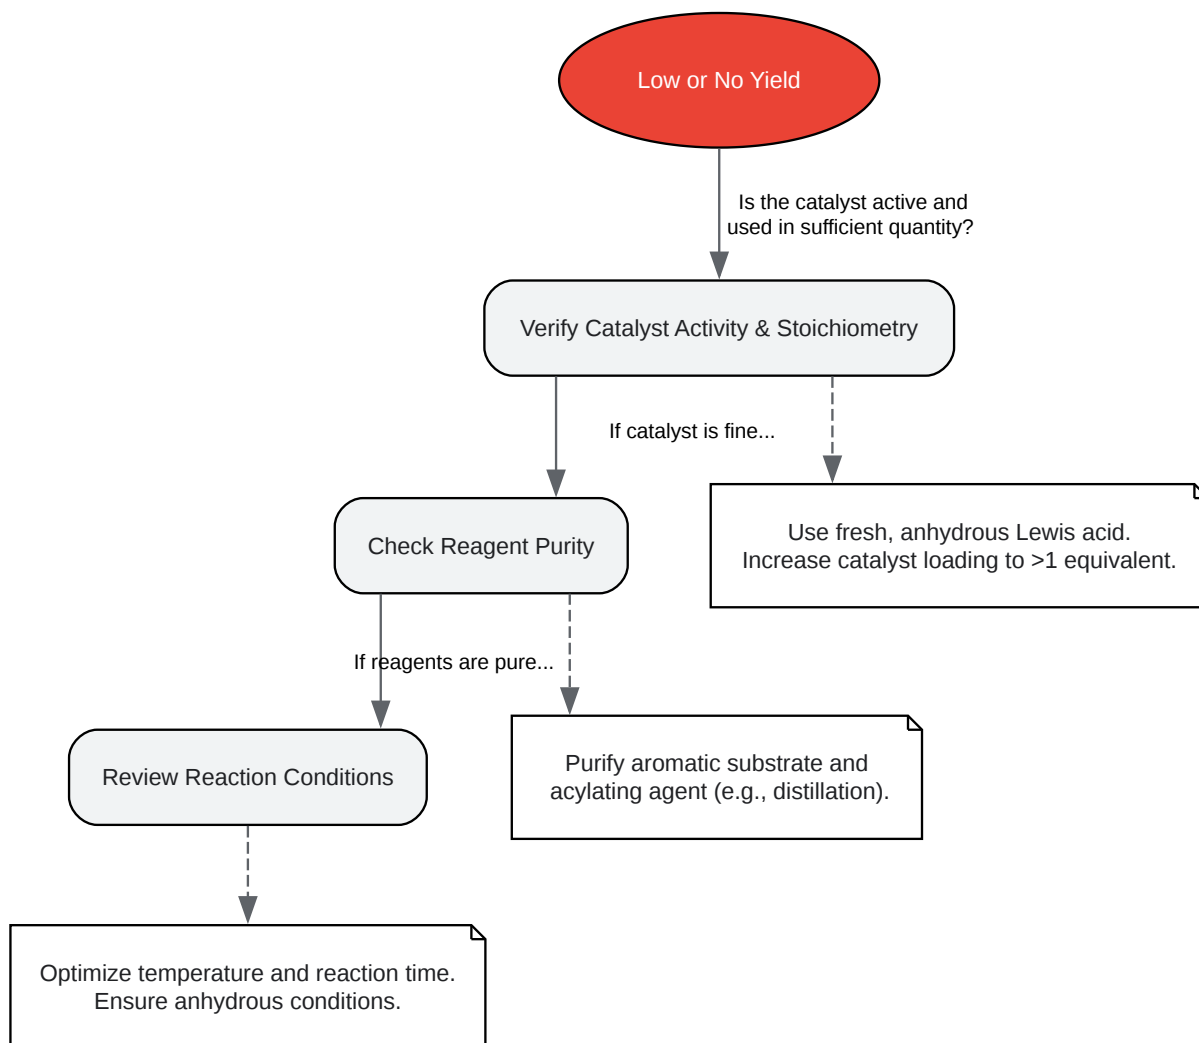 Low or No Yield
Is the catalyst active and
used in sufficient quantity?
Verify Catalyst Activity & Stoichiometry
If catalyst is fine...
Use fresh, anhydrous Lewis acid.
Increase catalyst loading to >1 equivalent.
Check Reagent Purity
If reagents are pure...
Purify aromatic substrate and
acylating agent (e.g., distillation).
Review Reaction Conditions
Optimize temperature and reaction time.
Ensure anhydrous conditions.